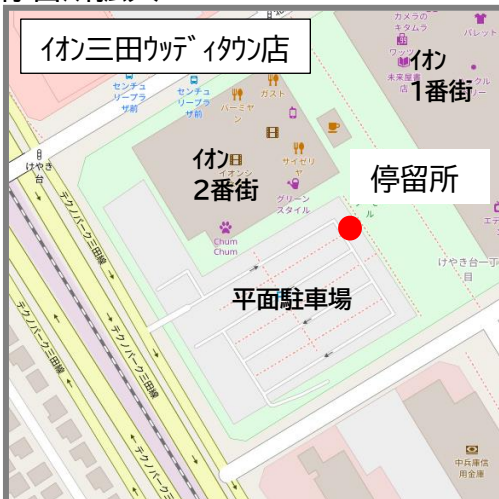 イオン三田ウッディタウン店
カメラの
キタムラ
パレット
ワッツ
未来屋書
店
イオン
1番街
センチュ
リープラ
ザ前
センチュ
リープラ
ザ前
バーミヤ
ン
ガスト
けやき
台
イオン
2番街
イオンシ
サイゼリ
ヤ
グリーン
スタイル
停留所
Chum
Chum
けやき台一丁
目
平面駐車場
テクノパーク三田線
テクノパーク三田線
テクノパーク三田線
テクノパーク三田線
中兵庫信
用金庫